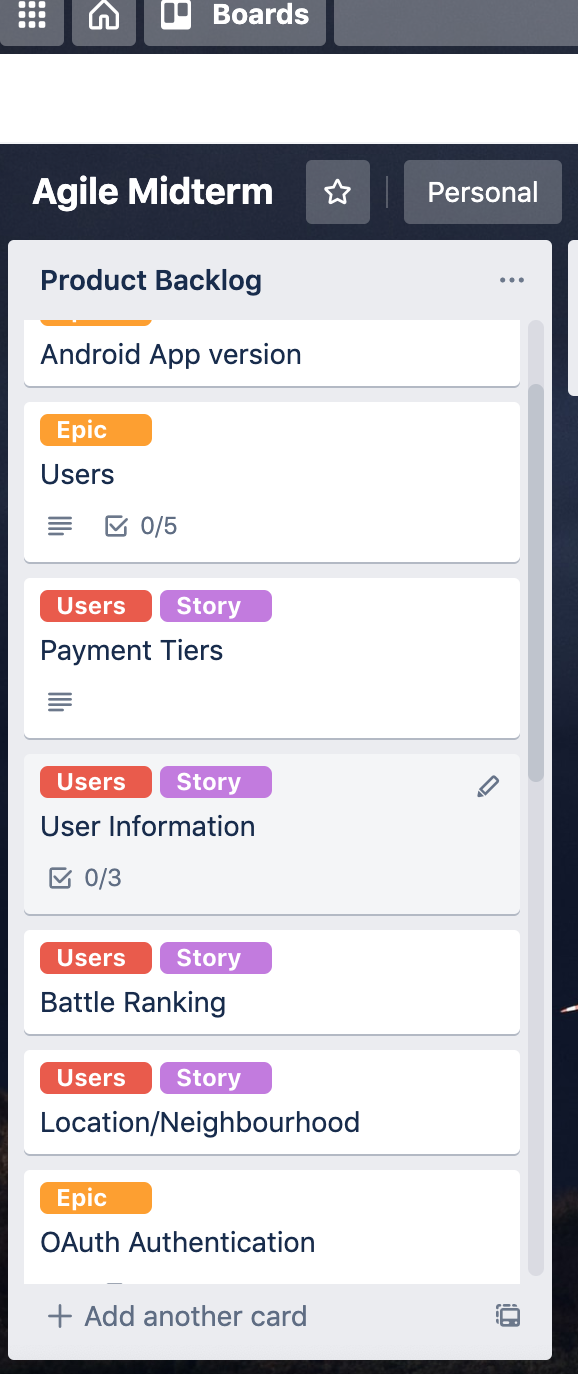 Boards
Agile Midterm
Personal
Product Backlog
Android App version
Epic
Users
0/5
Users Story
Payment Tiers
Users Story
User Information
0/3
Users Story
Battle Ranking
Users Story
Location/Neighbourhood
Epic
OAuth Authentication
+ Add another card